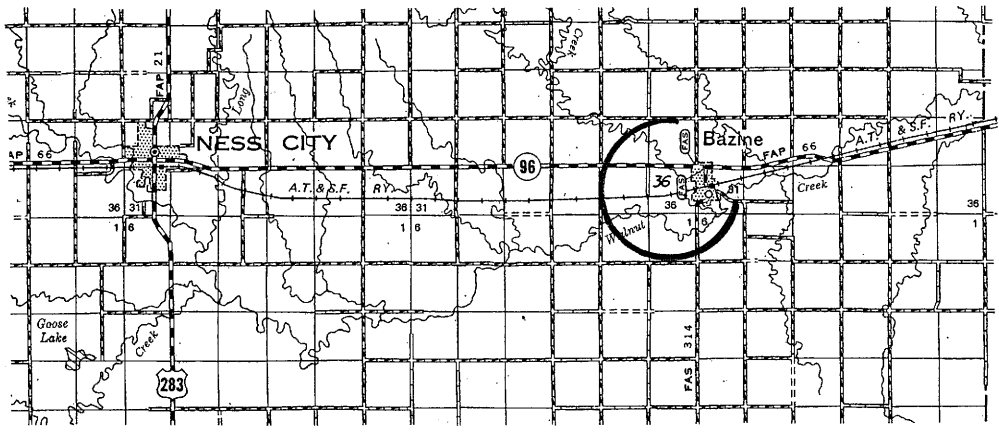 FAP 21
Creek
Long
NESS CITY
Bazine
FAS
A.T. & S.F. RY.
AP 66
96
FAP 66
36
FAS
31
Creek
A.T. & S.F. RY.
36 31
36 31
36
36
1 6
1 6
1 6
1
Walnut
Goose
Lake
Creek
283
FAS 314